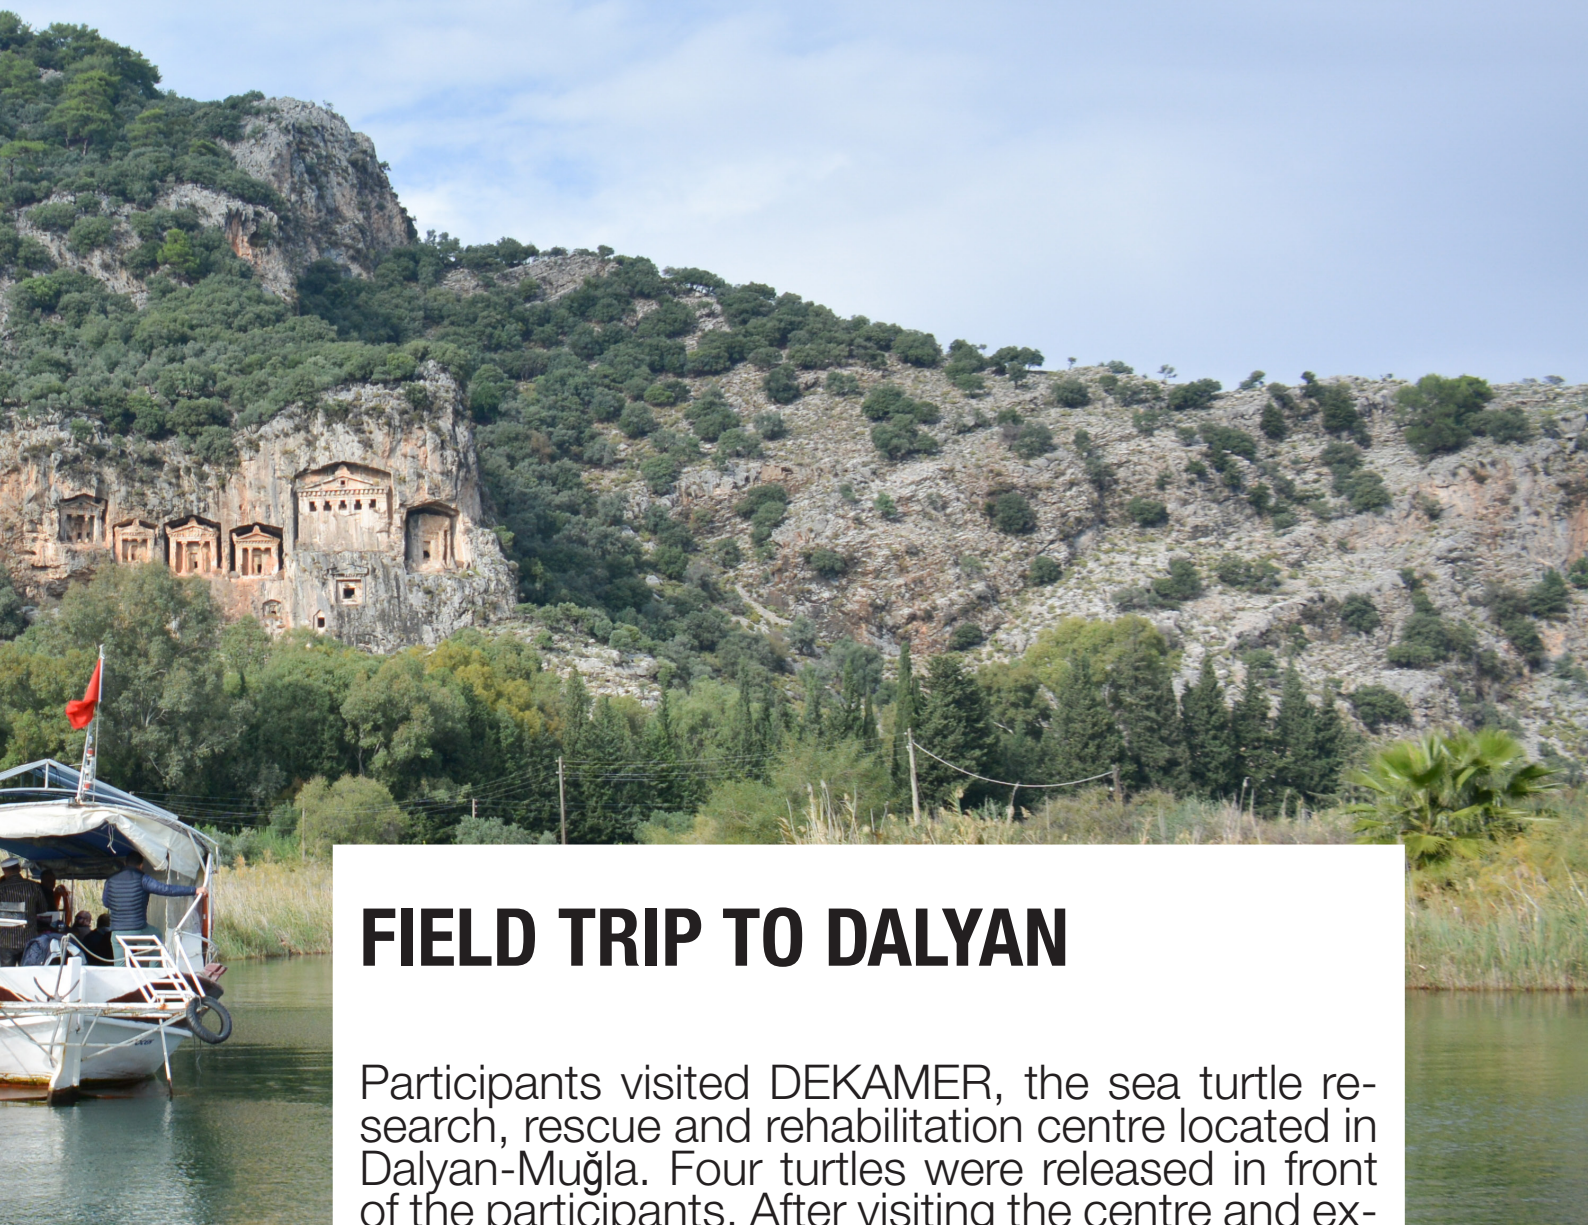 FIELD TRIP TO DALYAN
Participants visited DEKAMER, the sea turtle re-
search, rescue and rehabilitation centre located in
Dalyan-Muğla. Four turtles were released in front
of the participants. After visiting the centre and ex-